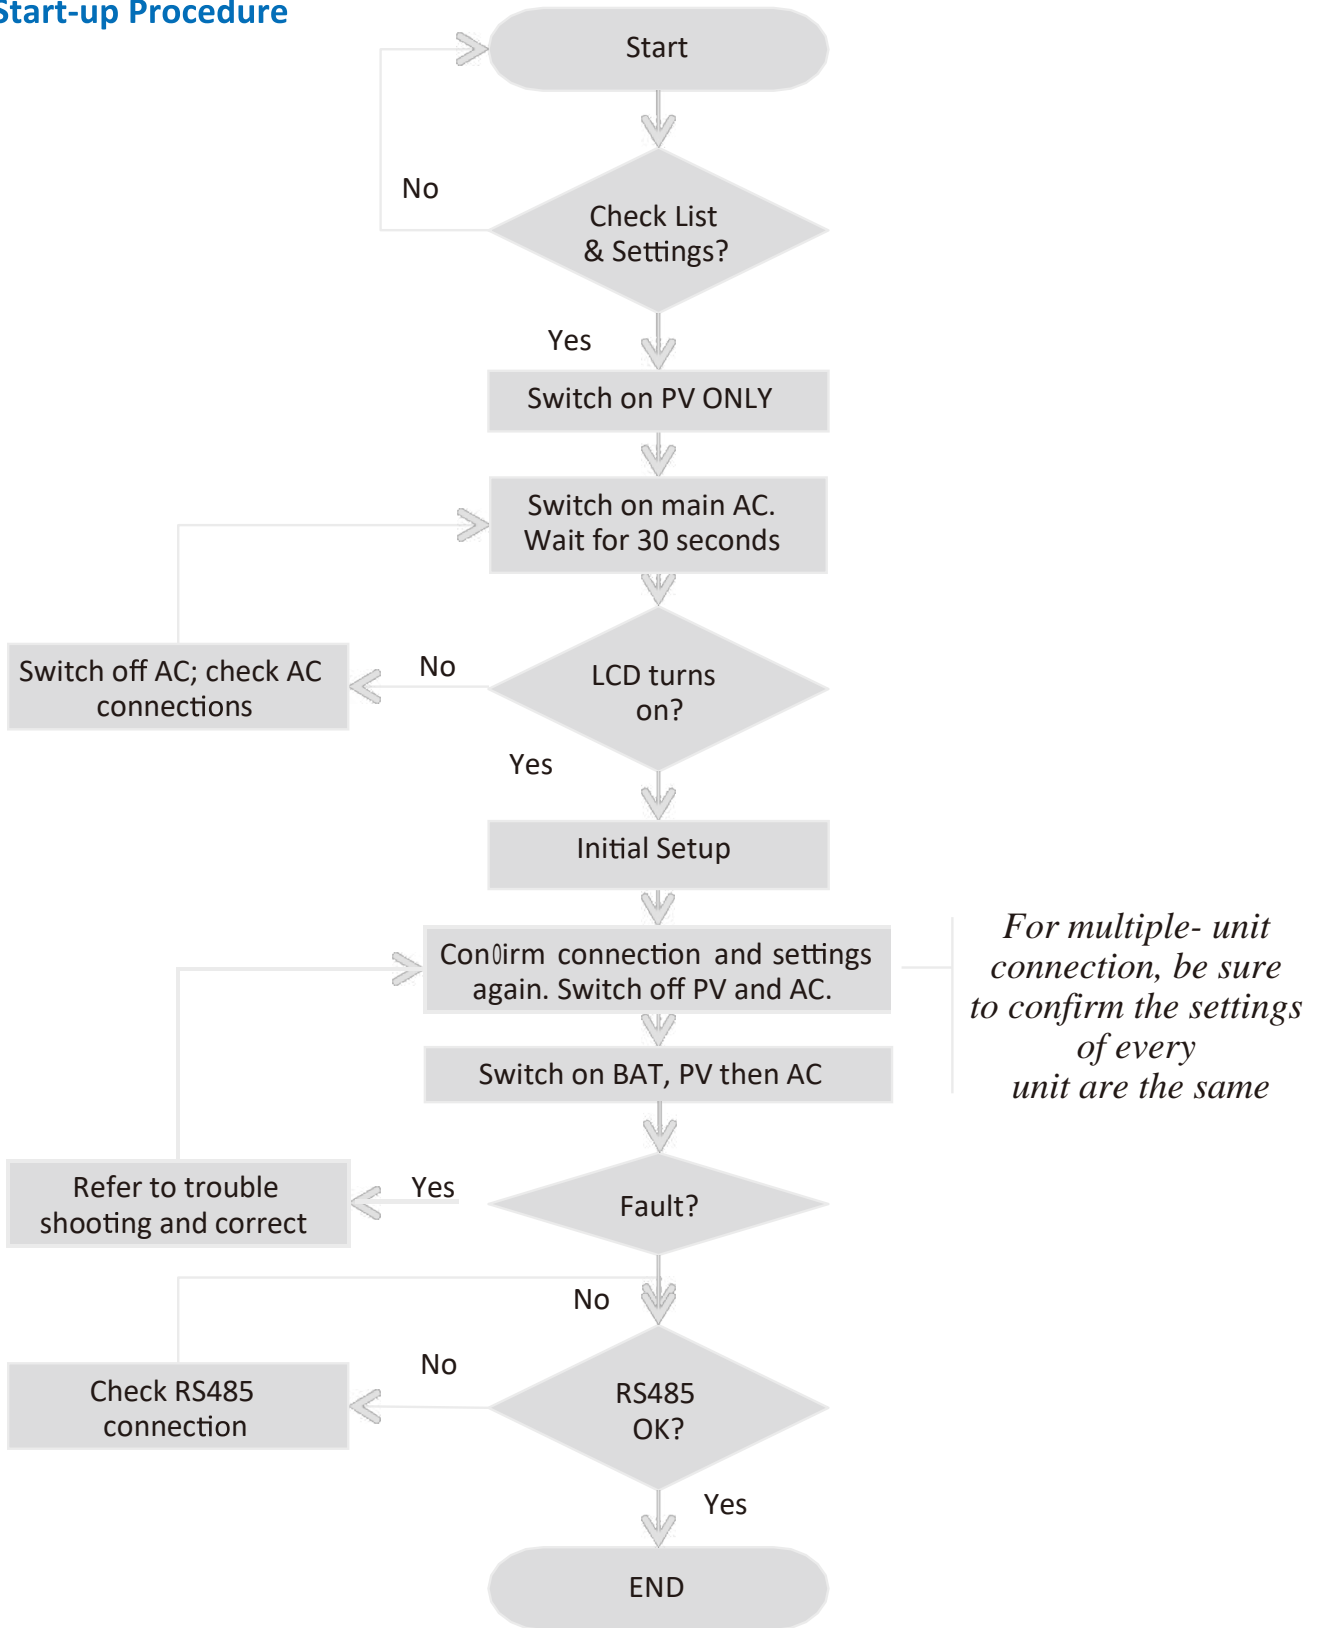 Start-up Procedure
Start
No
Check List
& Settings?
Yes
Switch on PV ONLY
Switch on main AC.
Wait for 30 seconds
Switch off AC; check AC
connections
No
LCD turns
on?
Yes
Initial Setup
Con0irm connection and settings
again. Switch off PV and AC.
For multiple- unit
connection, be sure
to confirm the settings
of every
unit are the same
Switch on BAT, PV then AC
Refer to trouble
shooting and correct
Yes
Fault?
No
Check RS485
connection
No
RS485
OK?
Yes
END